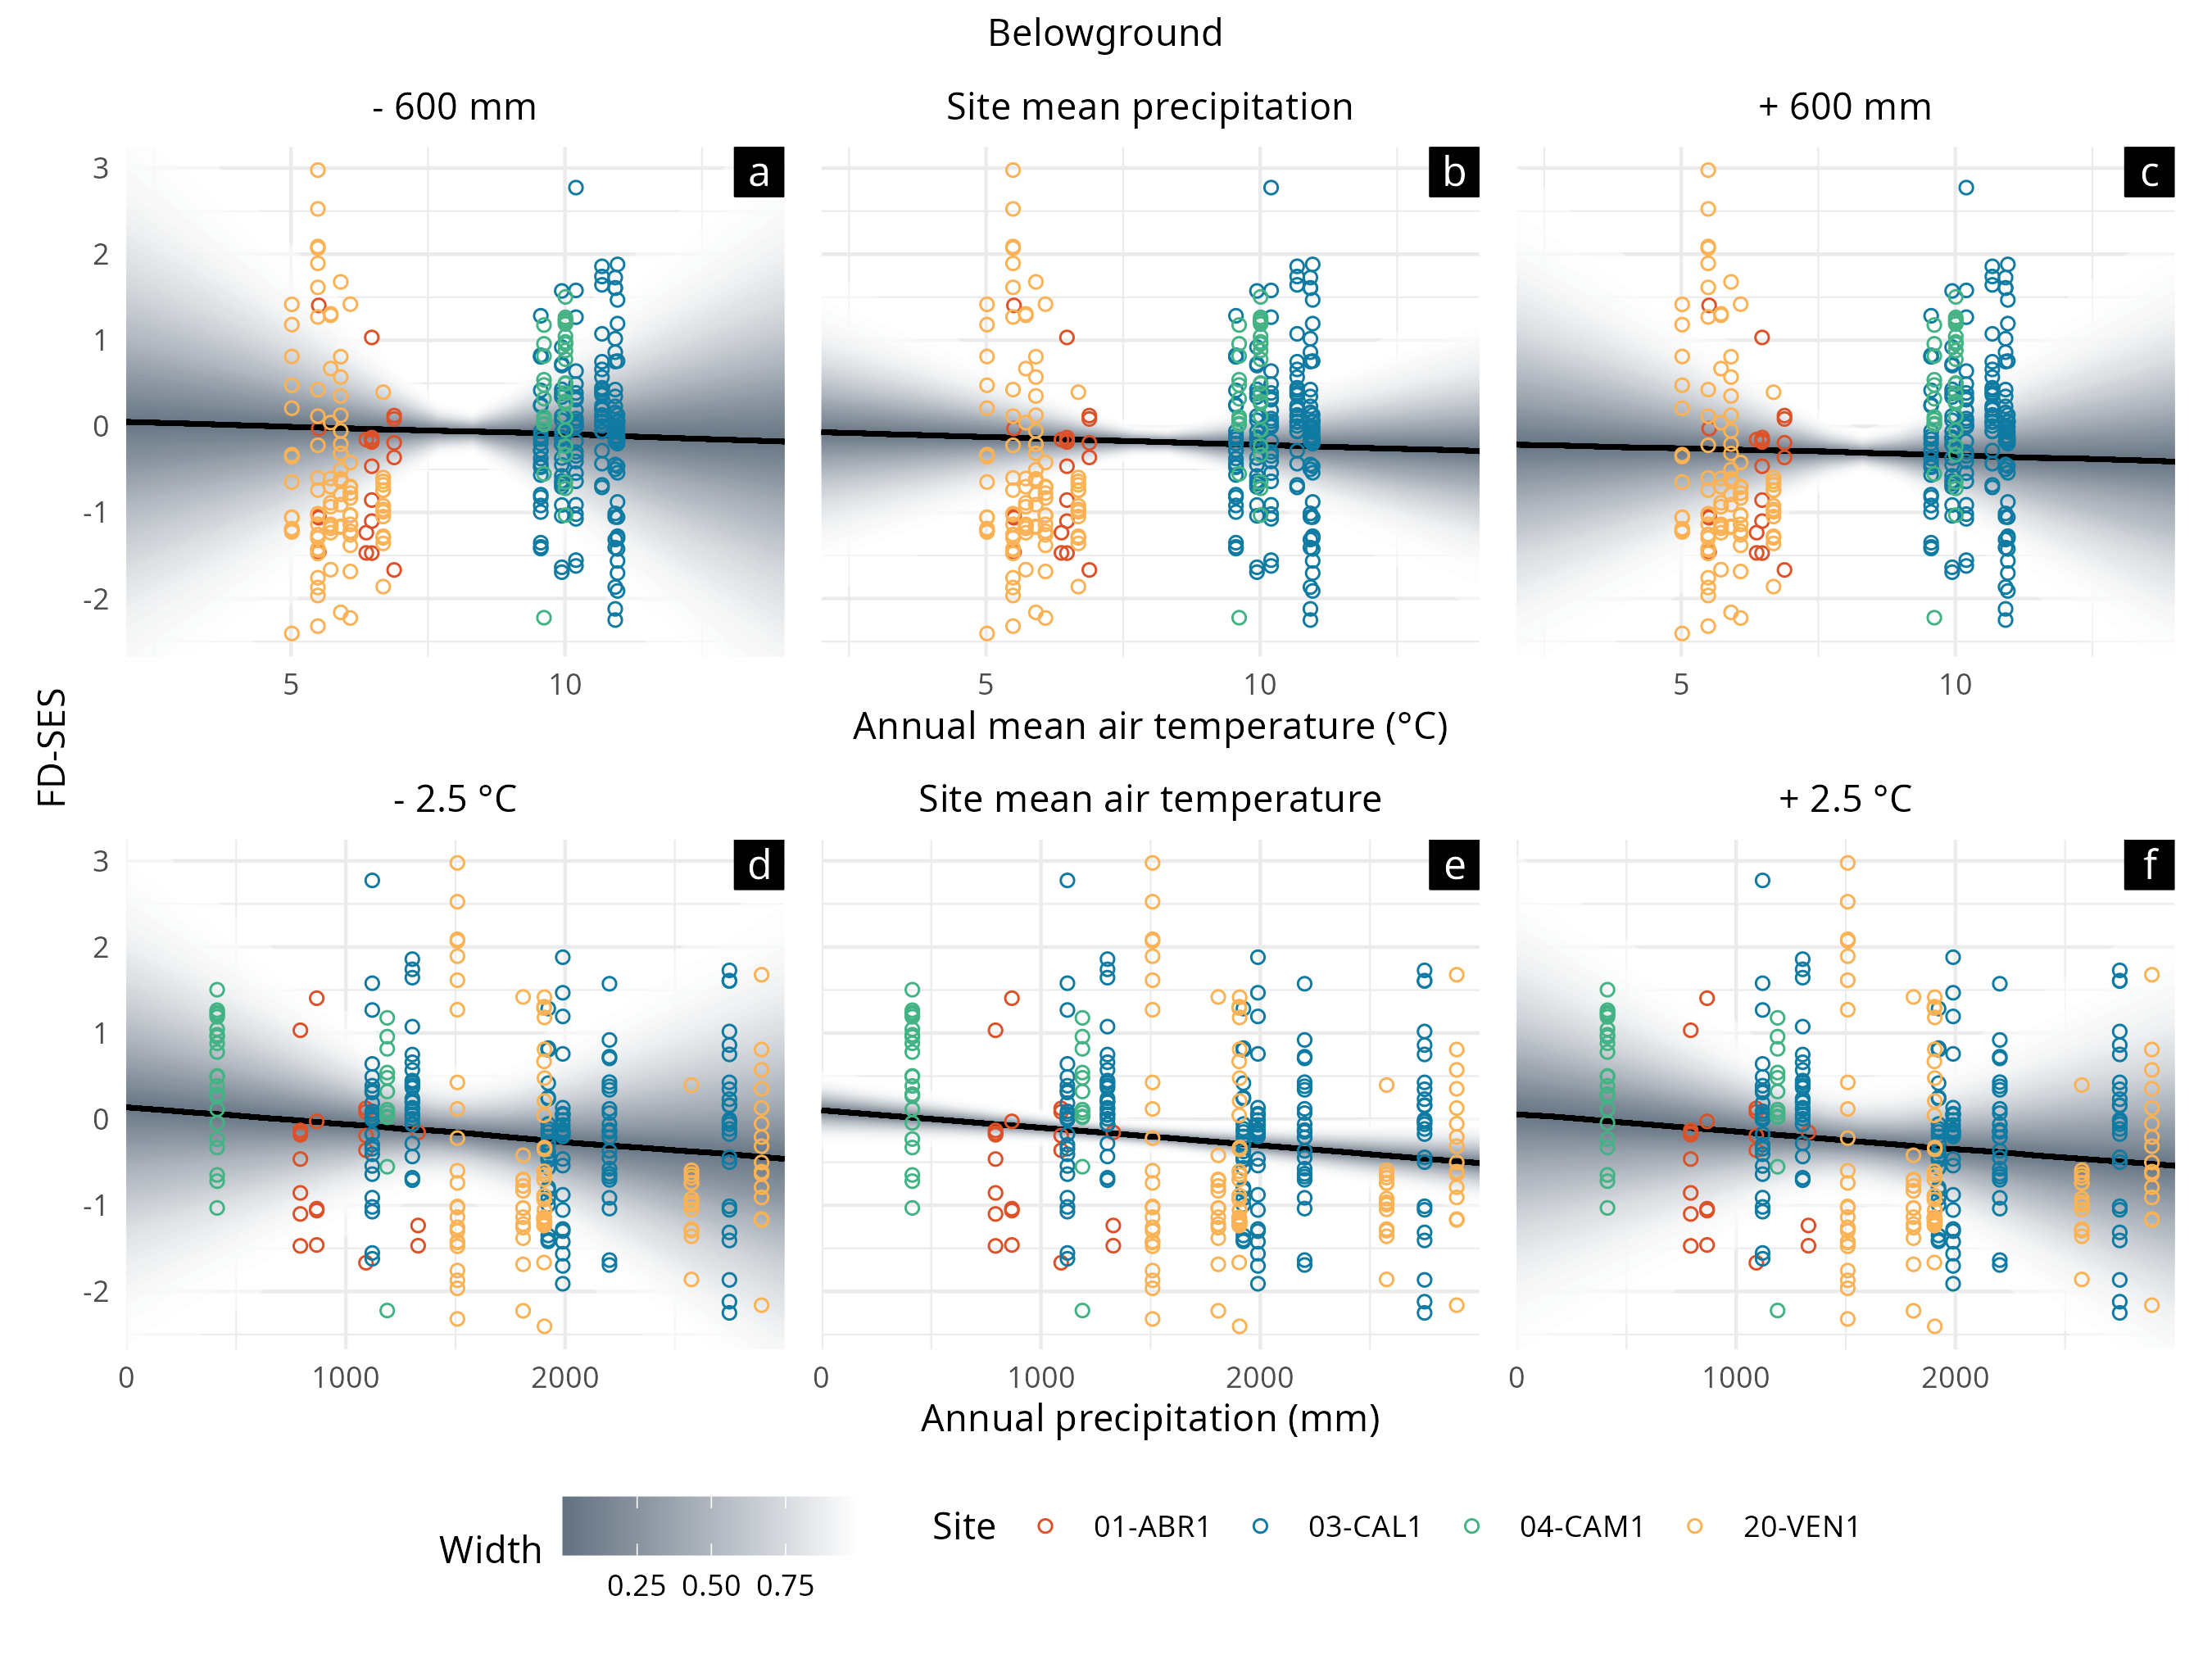 Belowground
- 600 mm
Site mean precipitation
+ 600 mm
a
b
c
3
2
1
0
-1
-2
5 10
5 10
5 10
Annual mean air temperature (°C)
FD-SES
- 2.5 °C
Site mean air temperature
+ 2.5 °C
d
e
f
3
2
1
0
-1
-2
0 1000 2000
0 1000 2000
0 1000 2000
Annual precipitation (mm)
Width
0.25 0.50 0.75
Site 01-ABR1 03-CAL1 04-CAM1 20-VEN1